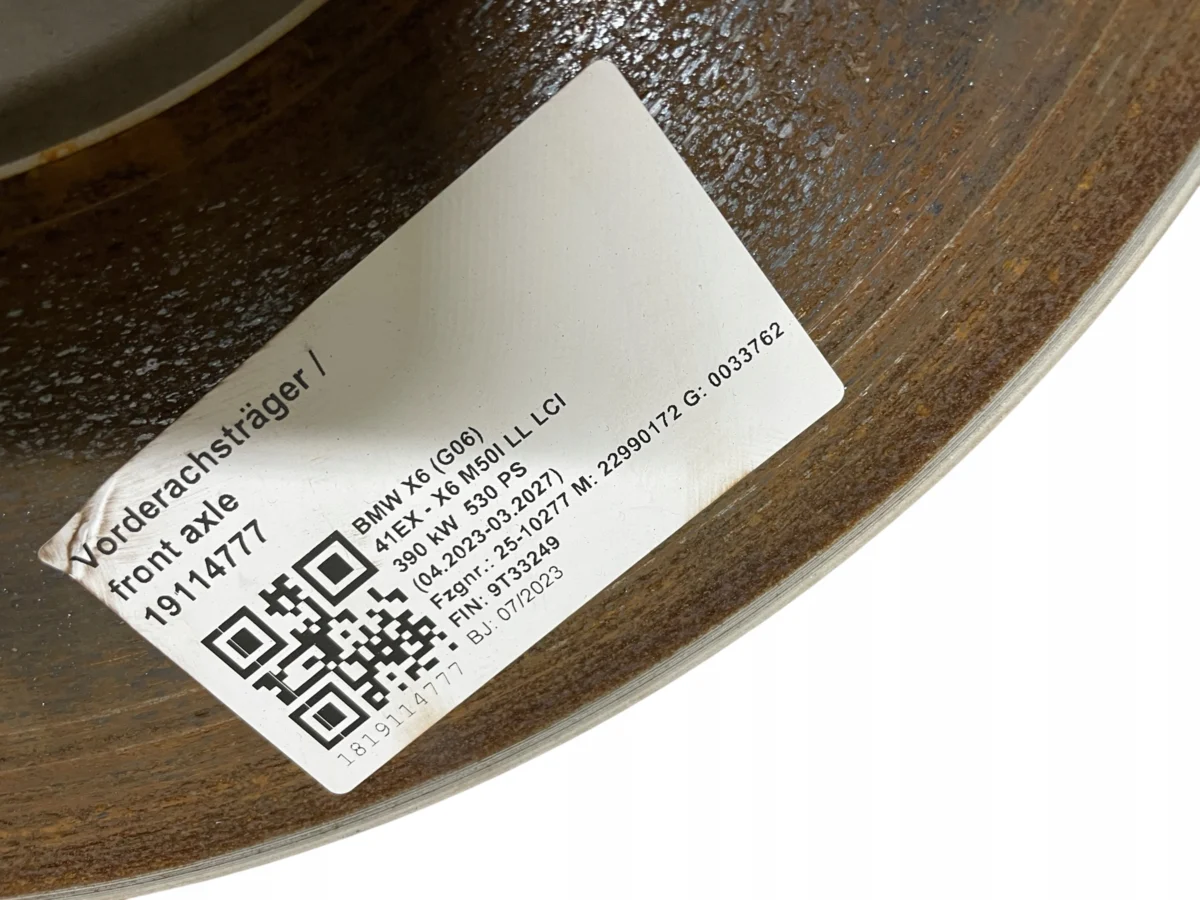 Vorderachsträger /
front axle
19114777
BMW X6 (G06)
41EX - X6 M50I LL LCI
390 kW 530 PS
(04.2023-03.2027)
Fzgnr.: 25-10277 M: 22990172 G: 0033762
FIN: 9T33249
BJ: 07/2023
1819114777